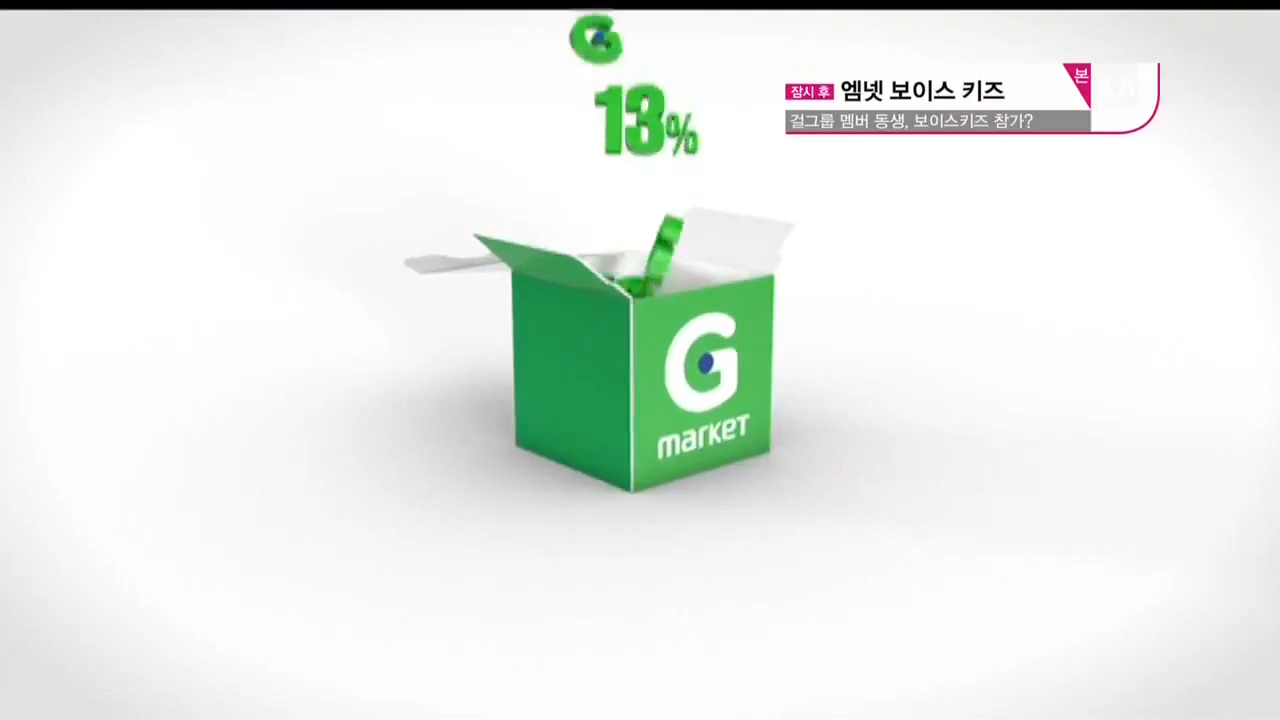 G
13%
잠시 후 엠넷 보이스 키즈
본
걸그룹 멤버 동생, 보이스키즈 참가?
G
market